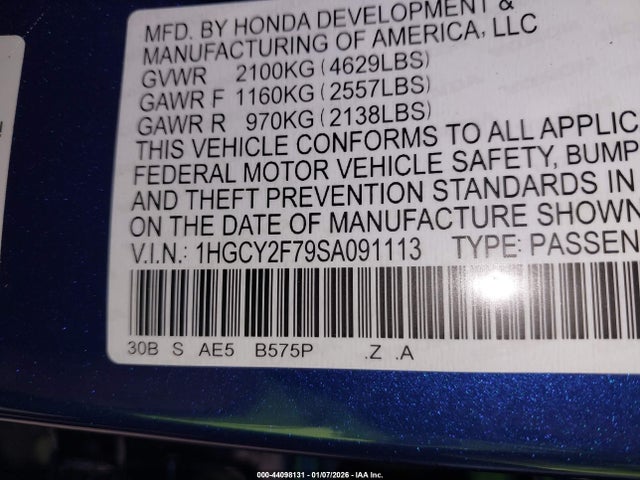 MFD. BY HONDA DEVELOPMENT &
MANUFACTURING OF AMERICA, LLC
GVWR 2100KG (4629LBS)
GAWR F 1160KG (2557LBS)
GAWR R 970KG (2138LBS)
THIS VEHICLE CONFORMS TO ALL APPLIC
FEDERAL MOTOR VEHICLE SAFETY, BUMP
AND THEFT PREVENTION STANDARDS IN
ON THE DATE OF MANUFACTURE SHOWN
V.I.N.: 1HGCY2F79SA091113 TYPE: PASSEN
30B S AE5 B575P .Z .A
000-44098131 - 01/07/2026 - IAA Inc.